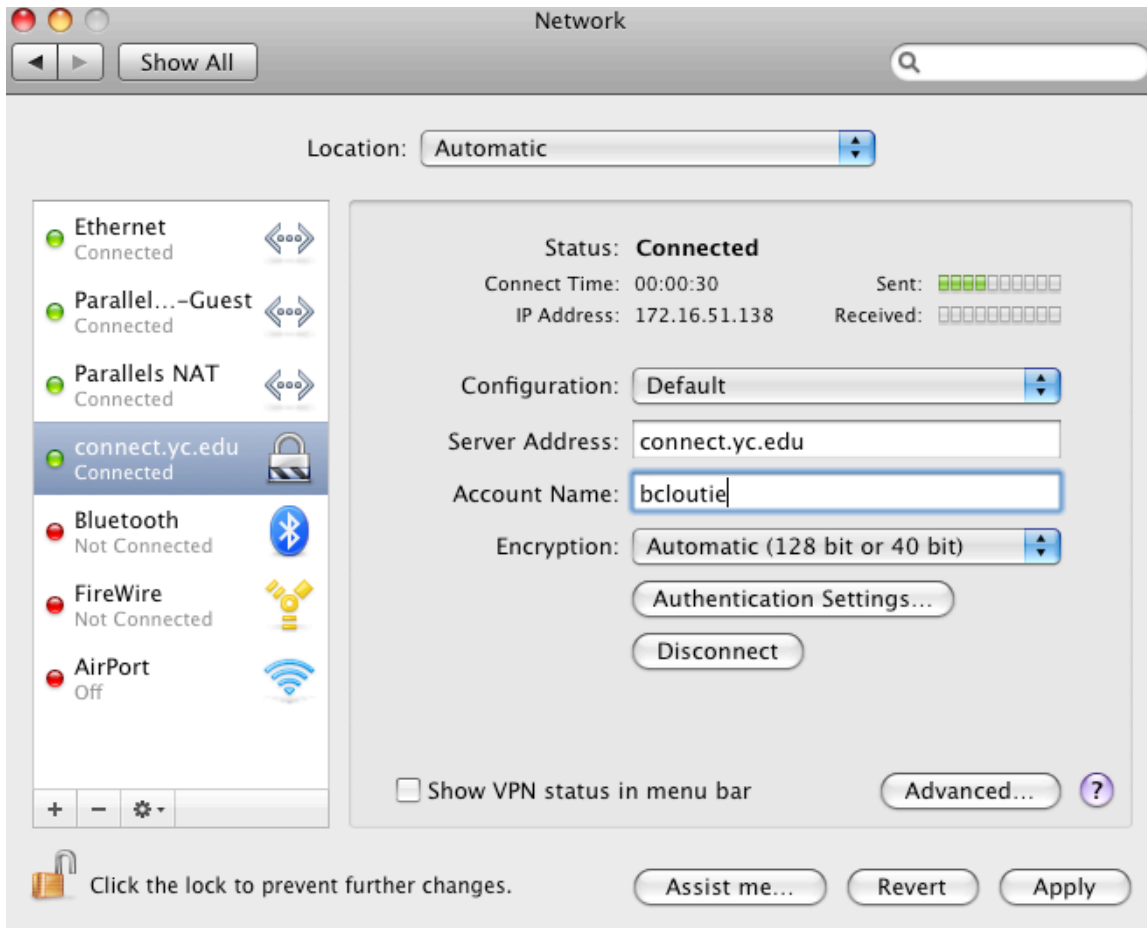 Network
Show All
Location: Automatic
Ethernet
Connected
Parallel...-Guest
Connected
Parallels NAT
Connected
connect.yc.edu
Connected
Bluetooth
Not Connected
FireWire
Not Connected
AirPort
Off
Status: Connected
Connect Time: 00:00:30 Sent:
IP Address: 172.16.51.138 Received:
Configuration: Default
Server Address: connect.yc.edu
Account Name: bcloutie
Encryption: Automatic (128 bit or 40 bit)
Authentication Settings...
Disconnect
Show VPN status in menu bar
Advanced... ?
Click the lock to prevent further changes.
Assist me... Revert Apply